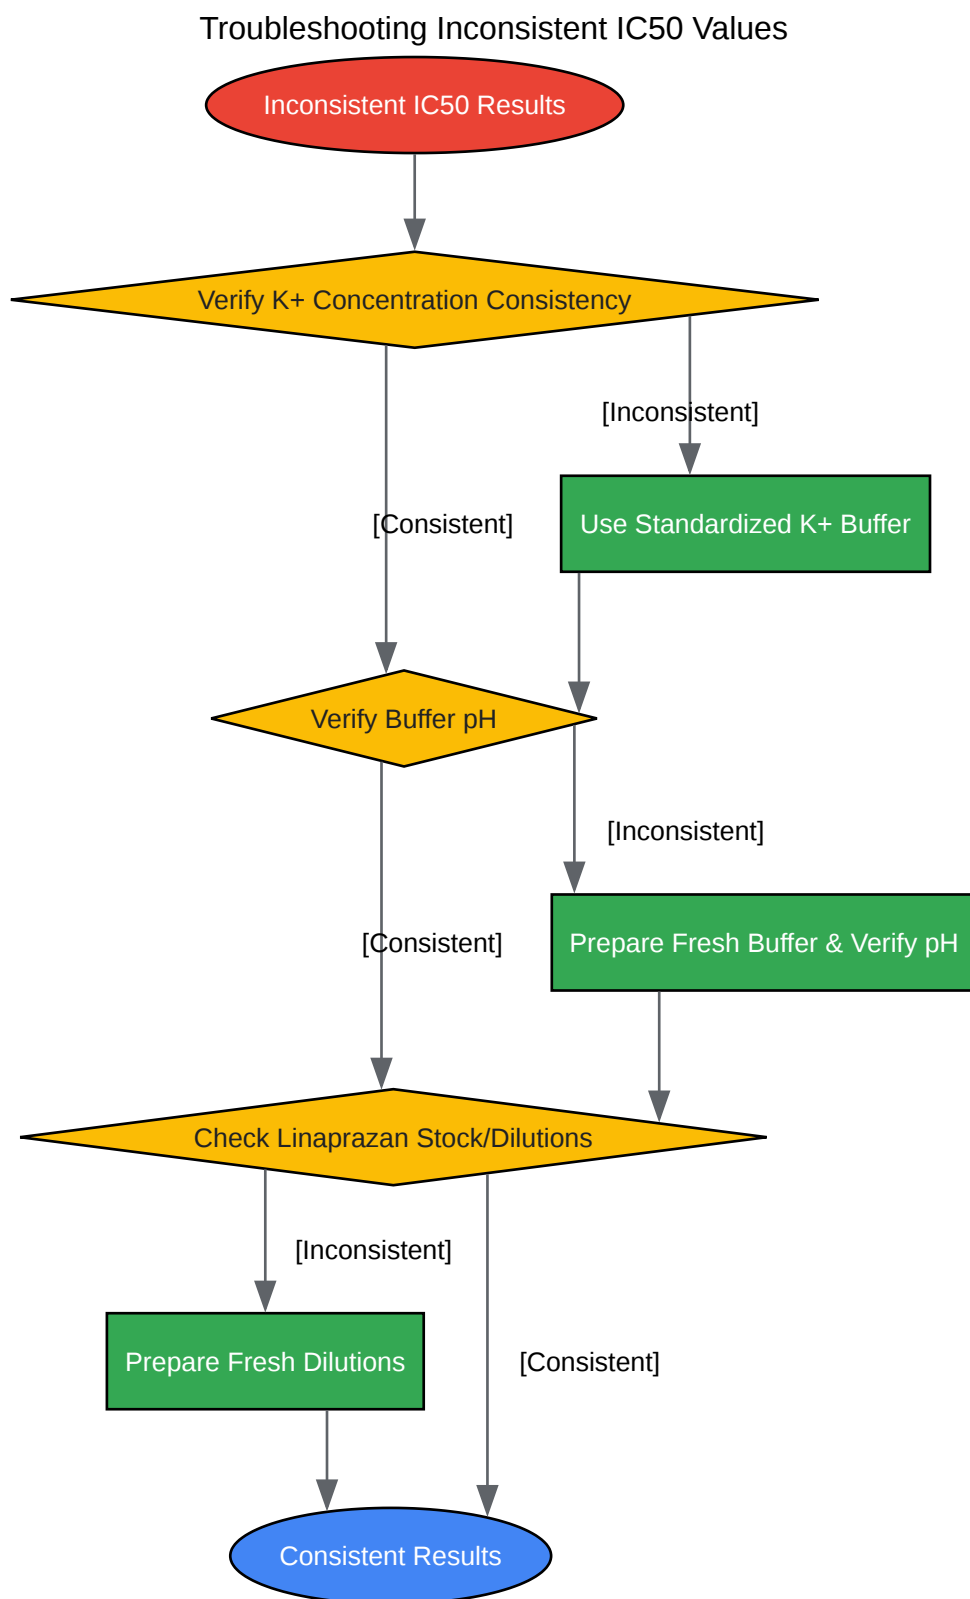 Troubleshooting Inconsistent IC50 Values
Inconsistent IC50 Results
Verify K+ Concentration Consistency
[Inconsistent]
[Consistent]
Use Standardized K+ Buffer
Verify Buffer pH
[Inconsistent]
[Consistent]
Prepare Fresh Buffer & Verify pH
Check Linaprazan Stock/Dilutions
[Inconsistent]
Prepare Fresh Dilutions
[Consistent]
Consistent Results